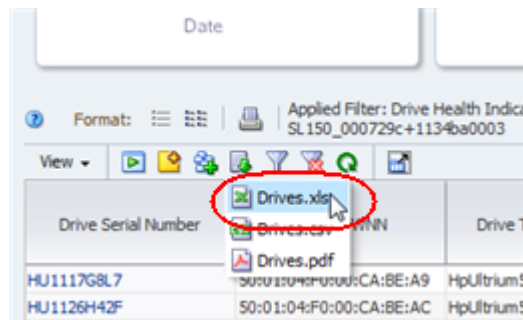 Date
Format:
Applied Filter: Drive Health Indica
SL150_000729c+1134ba0003
View
Drives.xls
Drive Serial Number
WNN
Drive T
Drives.csv
Drives.pdf
HU1117G8L7 50:01:04:F0:00:CA:BE:A9 HpUltrium5
HU1126H42F 50:01:04:F0:00:CA:BE:AC HpUltrium5